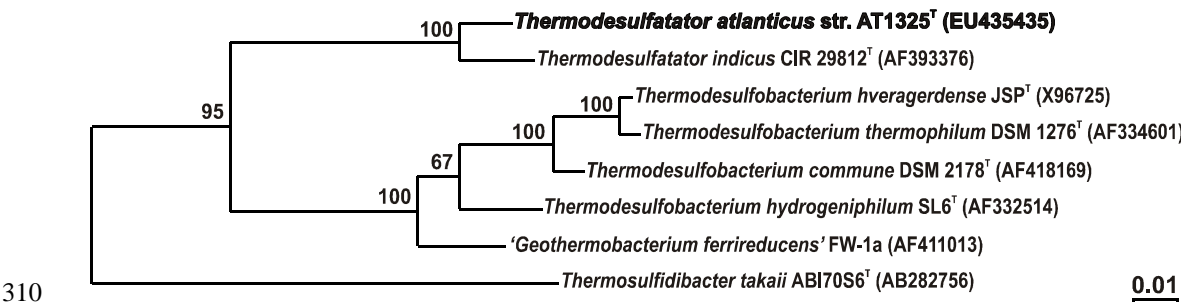 Thermodesulfatator atlanticus str. AT1325ᵀ (EU435435)
100
Thermodesulfatator indicus CIR 29812ᵀ (AF393376)
Thermodesulfobacterium hveragerdense JSPᵀ (X96725)
100
95
Thermodesulfobacterium thermophilum DSM 1276ᵀ (AF334601)
100
67
Thermodesulfobacterium commune DSM 2178ᵀ (AF418169)
100
Thermodesulfobacterium hydrogeniphilum SL6ᵀ (AF332514)
‘Geothermobacterium ferrireducens’ FW-1a (AF411013)
Thermosulfidibacter takaii ABI70S6ᵀ (AB282756)
0.01
310